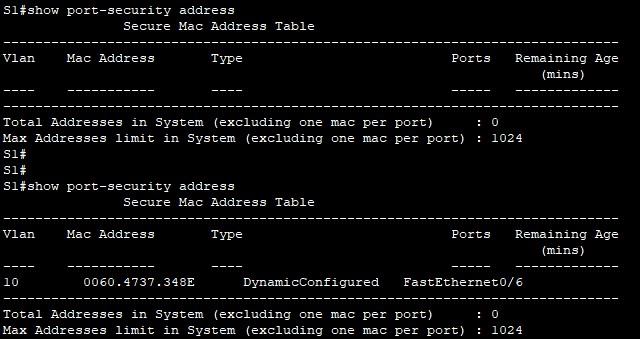 S1#show port-security address
Secure Mac Address Table
-----------------------------------------------------------------------------
Vlan Mac Address Type Ports Remaining Age
(mins)
---- ----------- ---- ----- -------------
-----------------------------------------------------------------------------
Total Addresses in System (excluding one mac per port) : 0
Max Addresses limit in System (excluding one mac per port) : 1024
S1#
S1#
S1#show port-security address
Secure Mac Address Table
-----------------------------------------------------------------------------
Vlan Mac Address Type Ports Remaining Age
(mins)
---- ----------- ---- ----- -------------
10 0060.4737.348E DynamicConfigured FastEthernet0/6
-----------------------------------------------------------------------------
Total Addresses in System (excluding one mac per port) : 0
Max Addresses limit in System (excluding one mac per port) : 1024